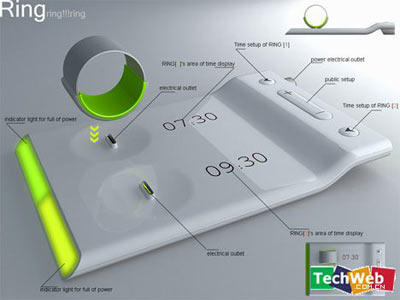 Ring
ring!!!ring
Time setup of RING [1]
power electrical outlet
RING[ ]'s area of time display
public setup
electrical outlet
Time setup of RING [2]
indicator light for full of power
07:30
09:30
RING[ ]'s area of time display
electrical outlet
indicator light for full of power
09:30
TechWeb
.COM.CN